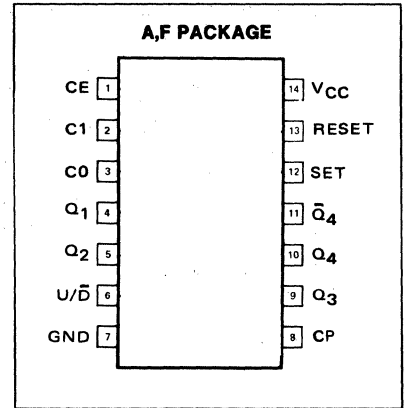 A,F PACKAGE
CE 1
C1 2
C0 3
Q1 4
Q2 5
U/D̄ 6
GND 7
14 VCC
13 RESET
12 SET
11 Q̄4
10 Q4
9 Q3
8 CP